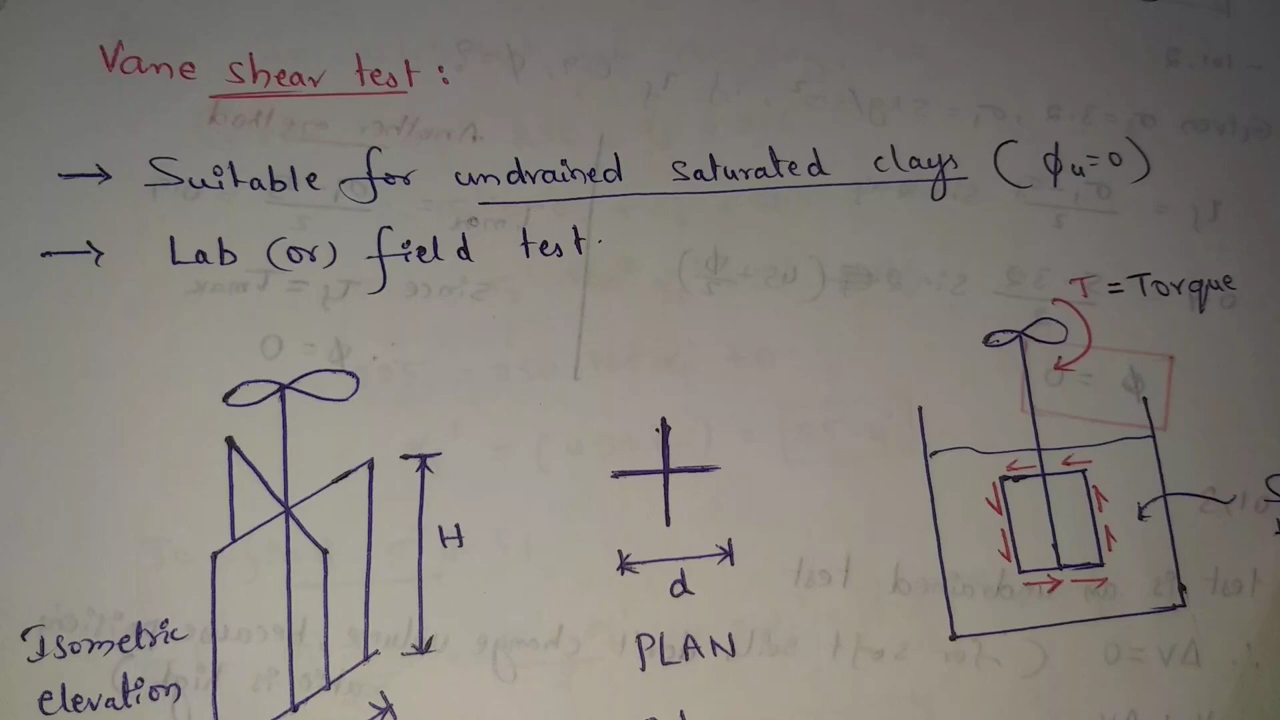 Vane shear test:
→ Suitable for undrained saturated clays (ϕu=0)
→ Lab (or) field test.
T = Torque
H
d
PLAN
Isometric
elevation